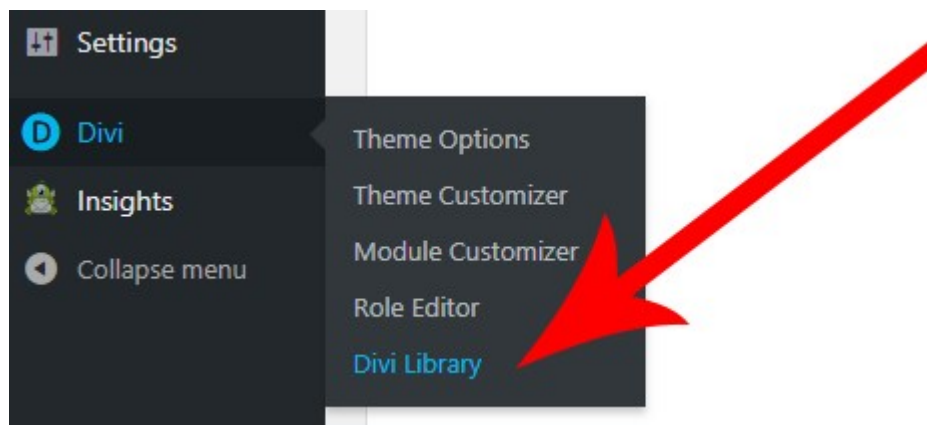 Settings
D Divi
Theme Options
Insights
Theme Customizer
Collapse menu
Module Customizer
Role Editor
Divi Library